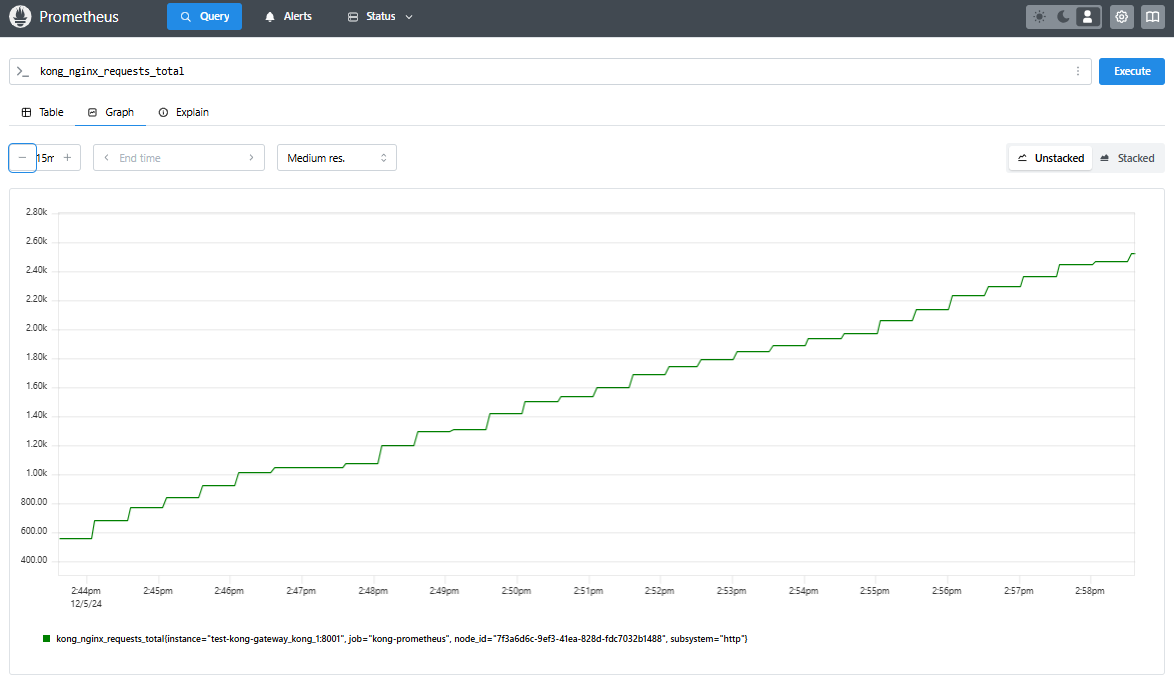 Prometheus Query Alerts Status
kong_nginx_requests_total Execute
Table Graph Explain
15m End time Medium res. Unstacked Stacked
2.80k
2.60k
2.40k
2.20k
2.00k
1.80k
1.60k
1.40k
1.20k
1.00k
800.00
600.00
400.00
2:44pm 2:45pm 2:46pm 2:47pm 2:48pm 2:49pm 2:50pm 2:51pm 2:52pm 2:53pm 2:54pm 2:55pm 2:56pm 2:57pm 2:58pm
12/5/24
kong_nginx_requests_total{instance="test-kong-gateway_kong_1:8001", job="kong-prometheus", node_id="7f3a6d6c-9ef3-41ea-828d-fdc7032b1488", subsystem="http"}